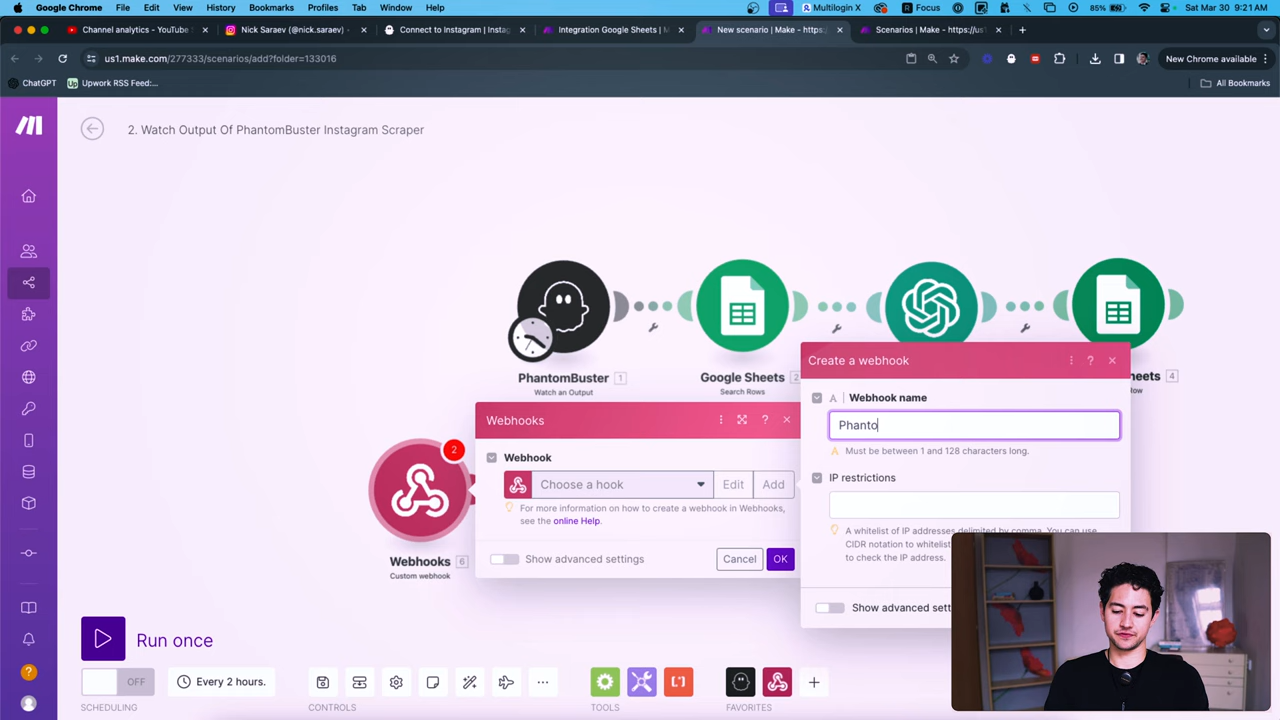 Google Chrome File Edit View History Bookmarks Profiles Tab Window Help Multilogin X Focus 85% Sat Mar 30 9:21 AM
Channel analytics - YouTube S Nick Saraev (@nick.saraev) • Connect to Instagram | Instag Integration Google Sheets | M New scenario | Make - https: Scenarios | Make - https://us1
us1.make.com/277333/scenarios/add?folder=133016 New Chrome available
ChatGPT Upwork RSS Feed:... All Bookmarks
2. Watch Output Of PhantomBuster Instagram Scraper
PhantomBuster 1
Watch an Output
Google Sheets 2
Search Rows
eets 4
Row
Create a webhook
Webhook name
Phanto
Must be between 1 and 128 characters long.
IP restrictions
A whitelist of IP addresses delimited by comma. You can use
CIDR notation to whitelist
to check the IP address.
Show advanced sett
Webhooks
Webhook
Choose a hook Edit Add
For more information on how to create a webhook in Webhooks,
see the online Help.
Show advanced settings Cancel OK
2
Webhooks 6
Custom webhook
Run once
OFF Every 2 hours.
SCHEDULING CONTROLS TOOLS FAVORITES